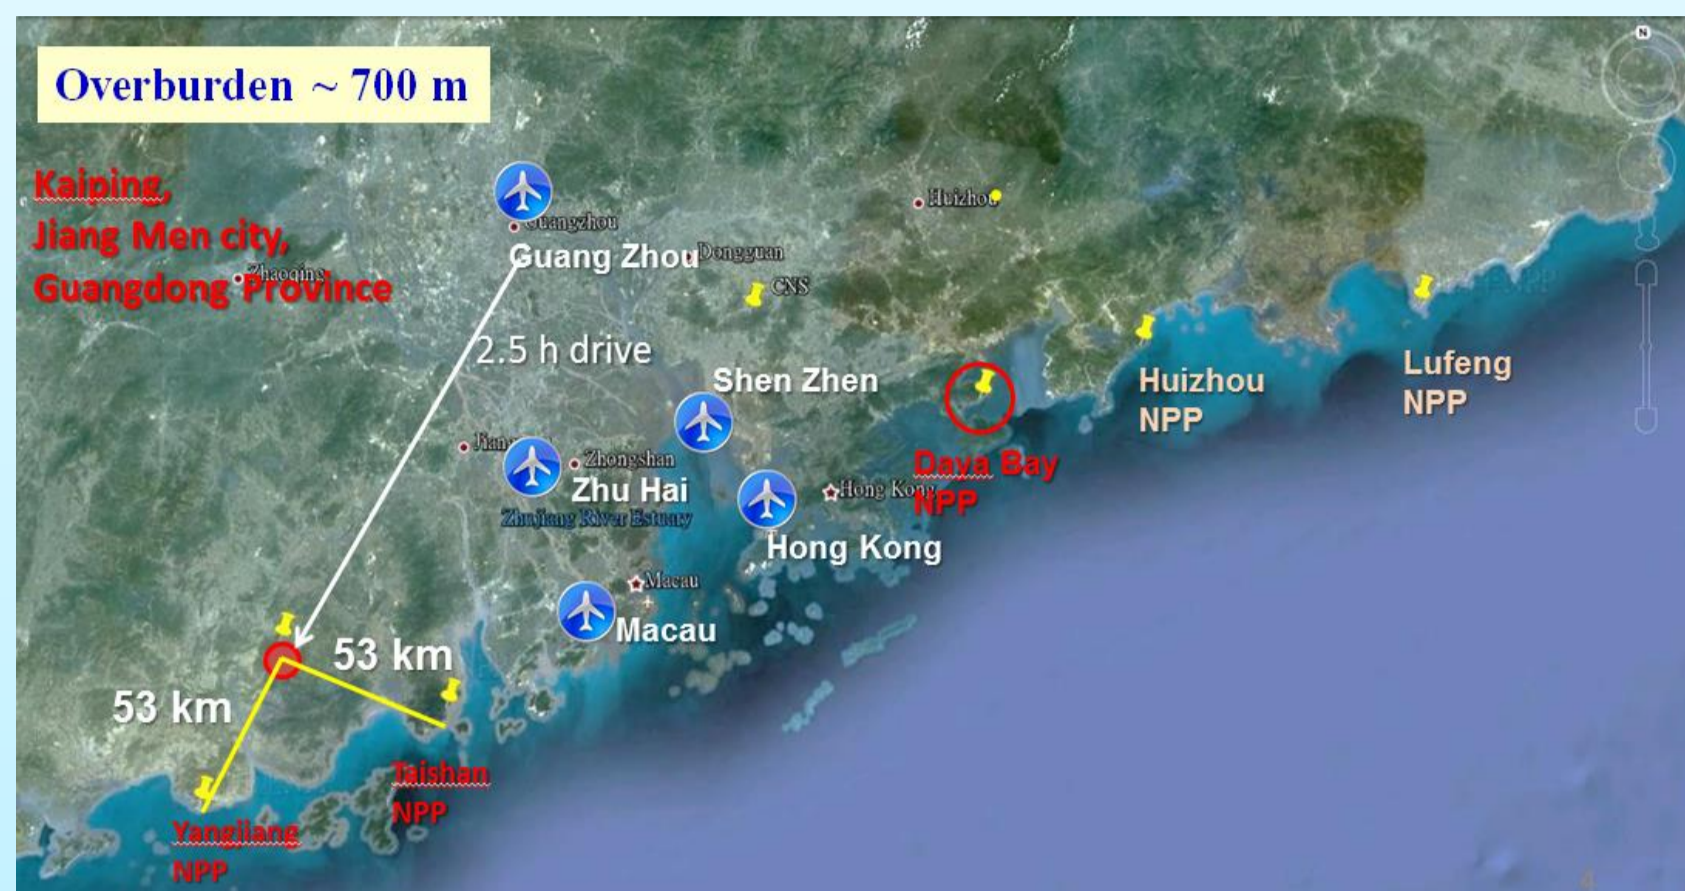 Overburden ~ 700 m
Kaiping,
Jiang Men city,
Guangdong Province
Zhaoqing
Guangzhou
Guang Zhou
Dongguan
CNS
Huizhou
2.5 h drive
Shen Zhen
Zhongshan
Zhu Hai
Zhujiang River Estuary
Hong Kong
Hong Kong
Macau
Macau
Daya Bay
NPP
Huizhou
NPP
Lufeng
NPP
53 km
53 km
Taishan
NPP
Yangjiang
NPP
N
4